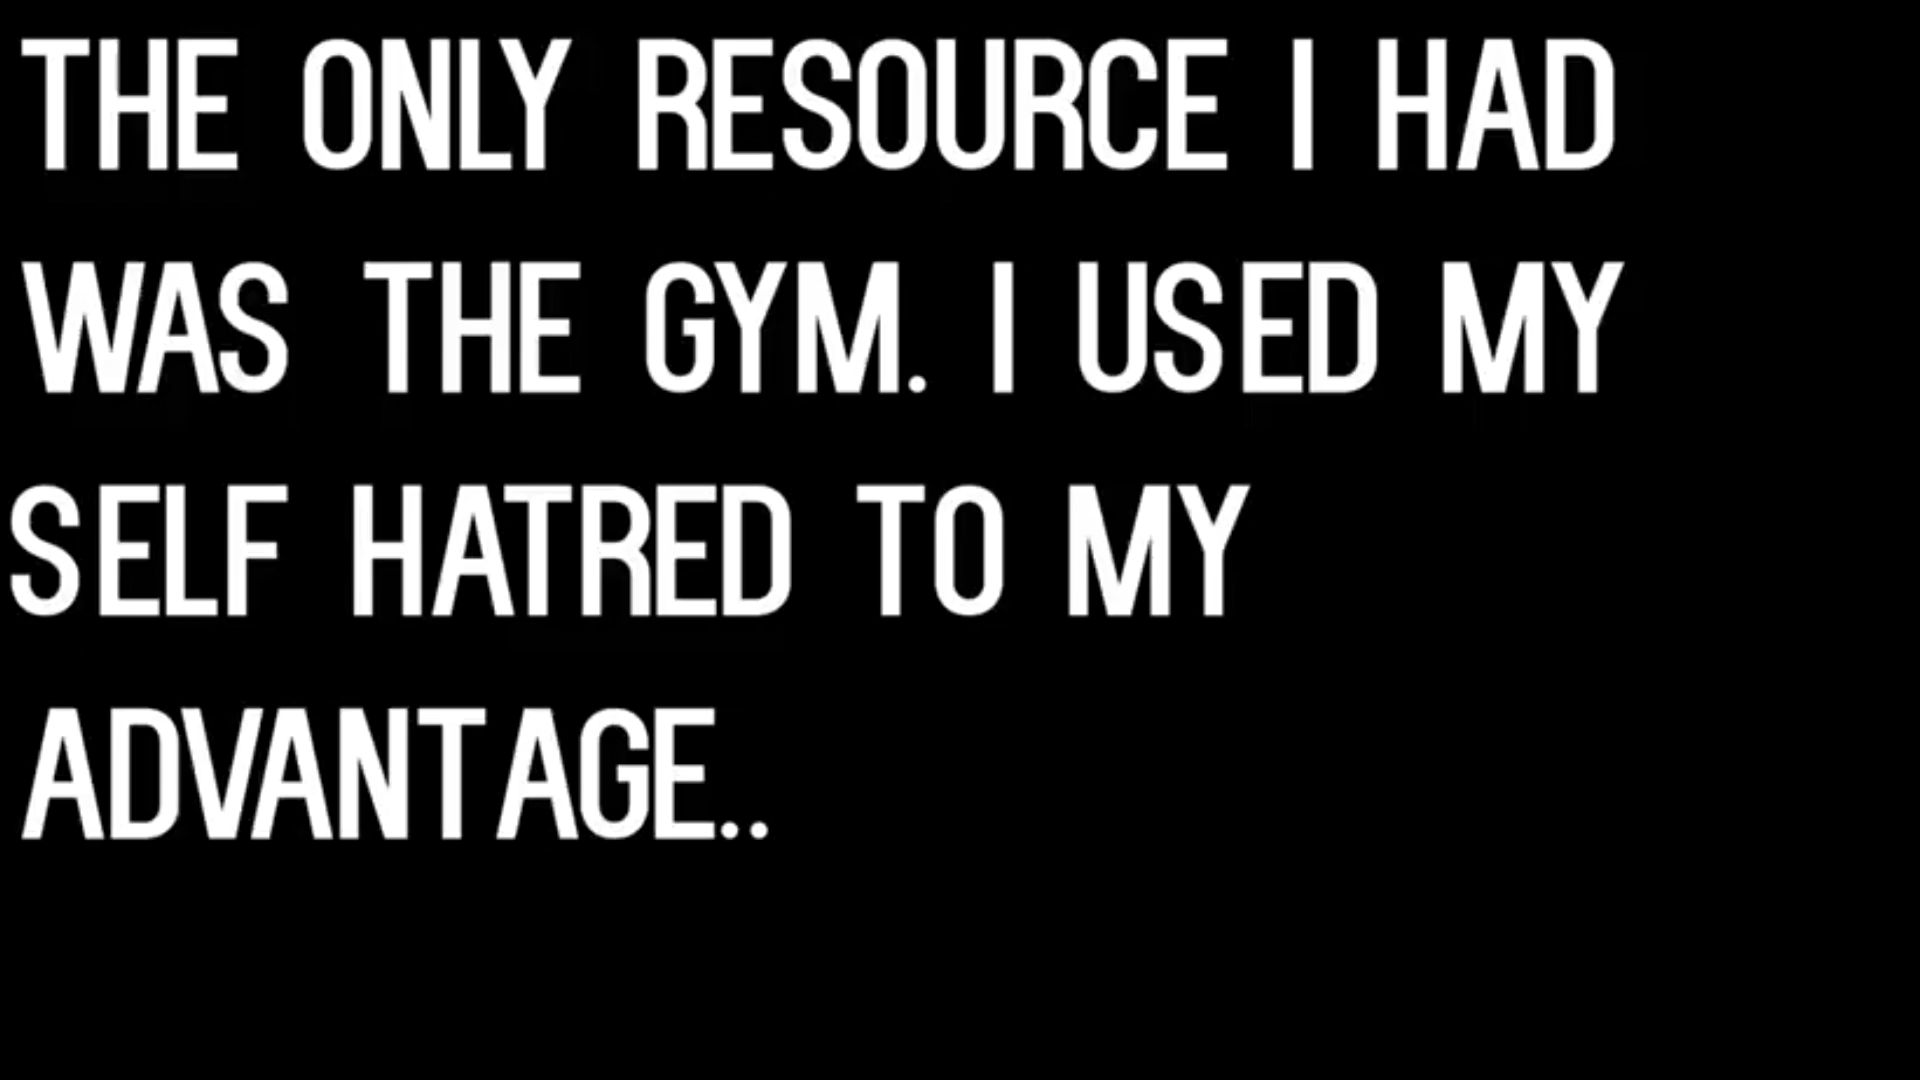 THE ONLY RESOURCE I HAD
WAS THE GYM. I USED MY
SELF HATRED TO MY
ADVANTAGE..